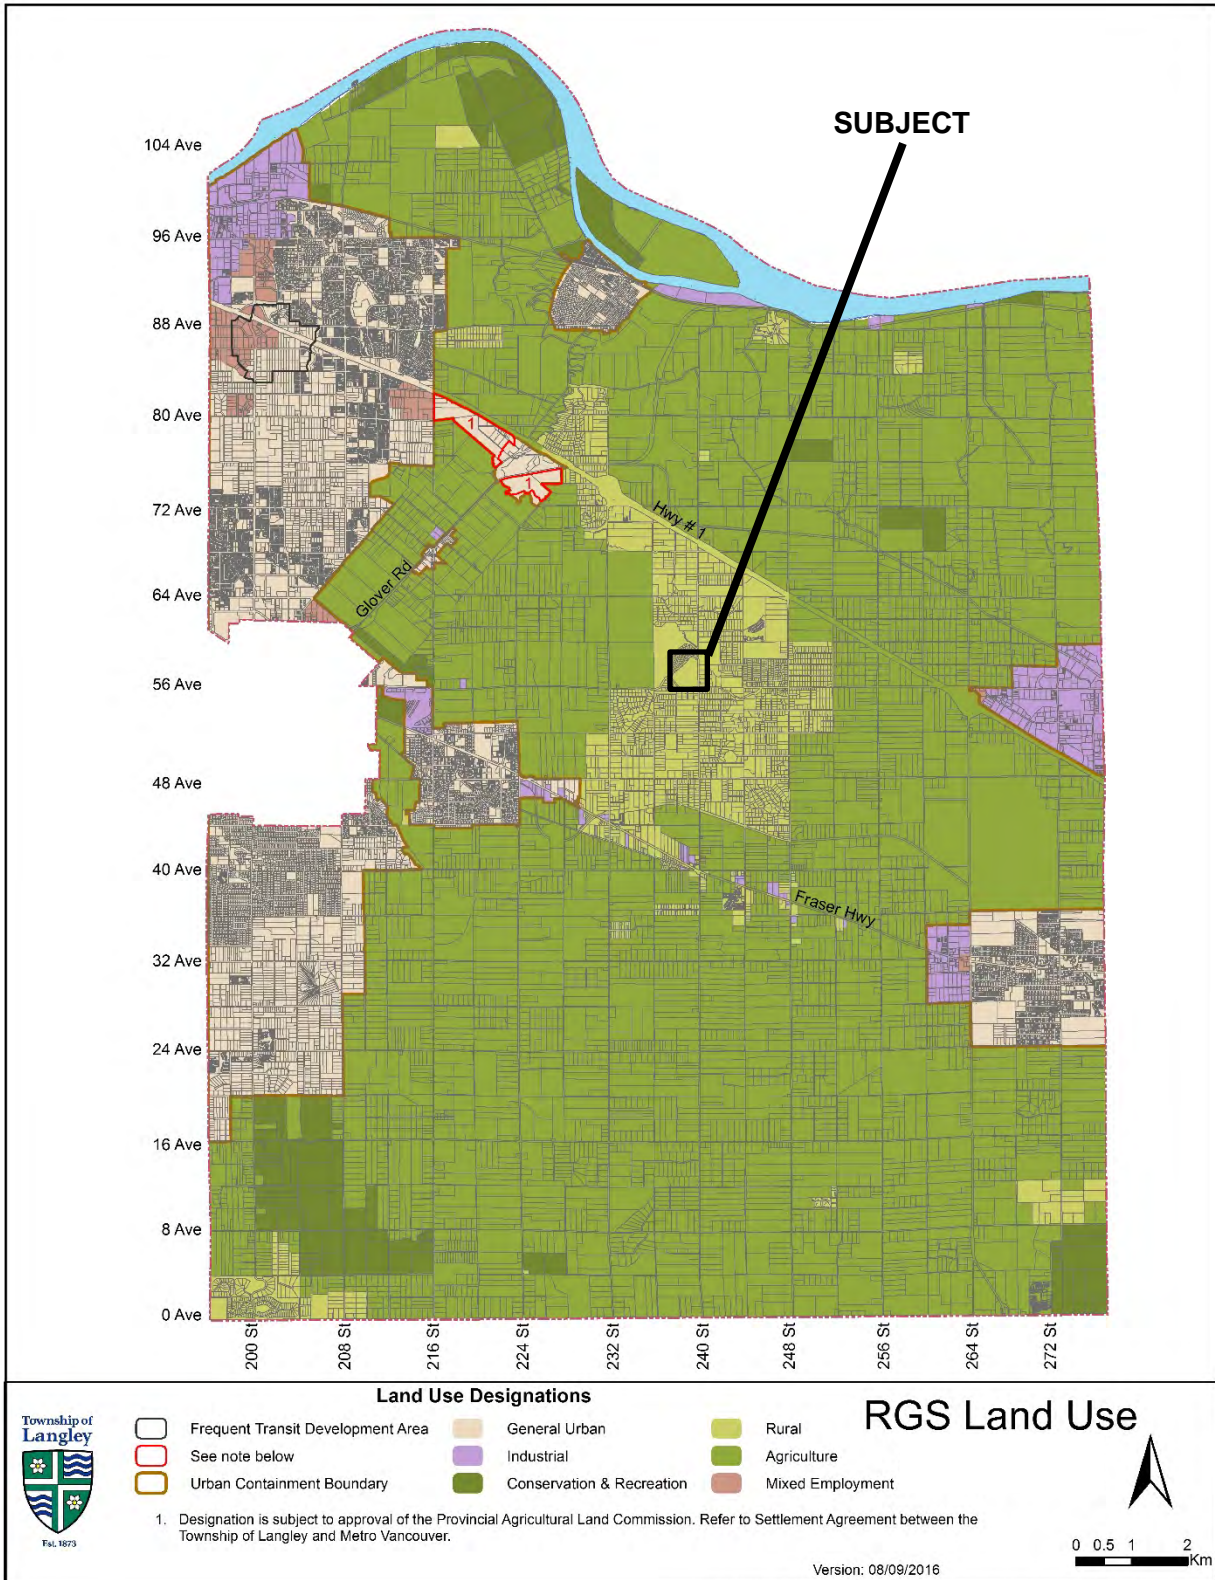 SUBJECT
104 Ave
96 Ave
88 Ave
80 Ave
72 Ave
64 Ave
56 Ave
48 Ave
40 Ave
32 Ave
24 Ave
16 Ave
8 Ave
0 Ave
1
1
Hwy # 1
Glover Rd
Fraser Hwy
200 St
208 St
216 St
224 St
232 St
240 St
248 St
256 St
264 St
272 St
Land Use Designations
RGS Land Use
Township of
Langley
Est. 1873
Frequent Transit Development Area
See note below
Urban Containment Boundary
General Urban
Industrial
Conservation & Recreation
Rural
Agriculture
Mixed Employment
1. Designation is subject to approval of the Provincial Agricultural Land Commission. Refer to Settlement Agreement between the
Township of Langley and Metro Vancouver.
0 0.5 1 2
Km
Version: 08/09/2016